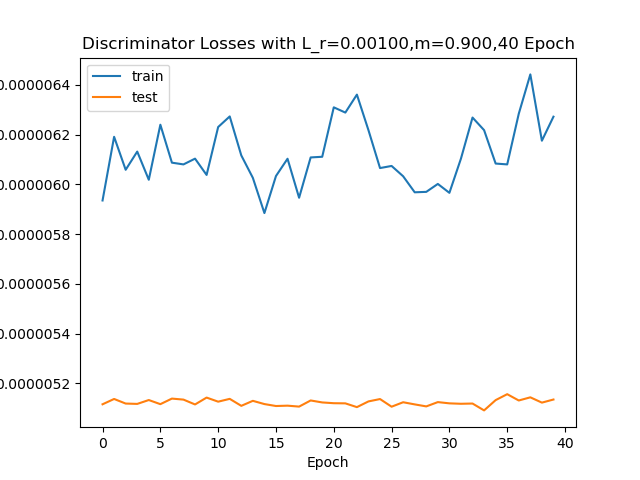 Discriminator Losses with L_r=0.00100,m=0.900,40 Epoch
train
test
0.0000064
0.0000062
0.0000060
0.0000058
0.0000056
0.0000054
0.0000052
0 5 10 15 20 25 30 35 40
Epoch